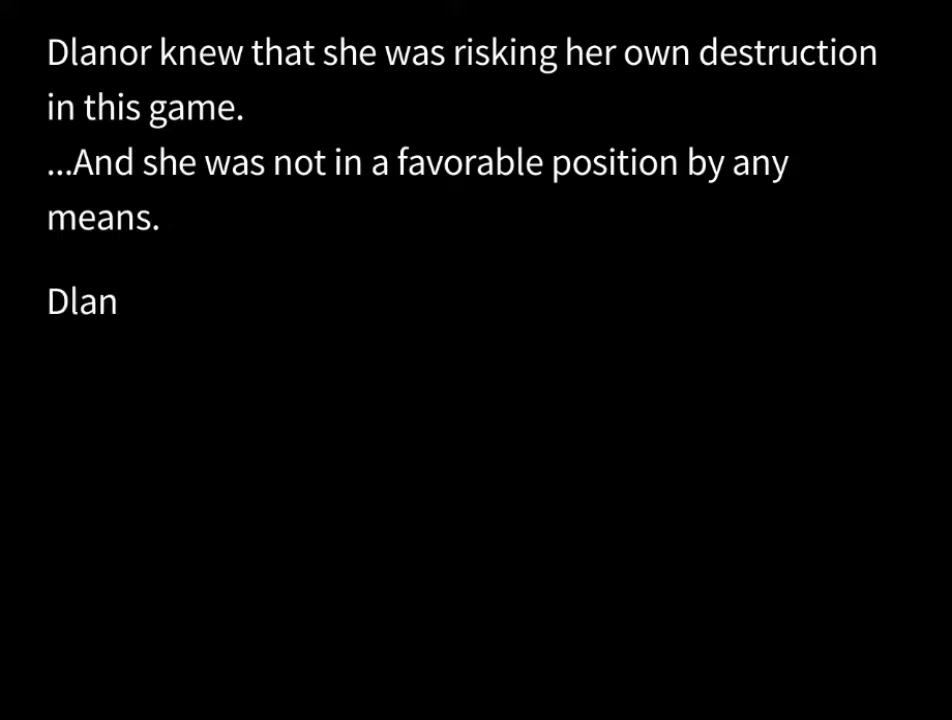 Dlanor knew that she was risking her own destruction
in this game.
...And she was not in a favorable position by any
means.
Dlan